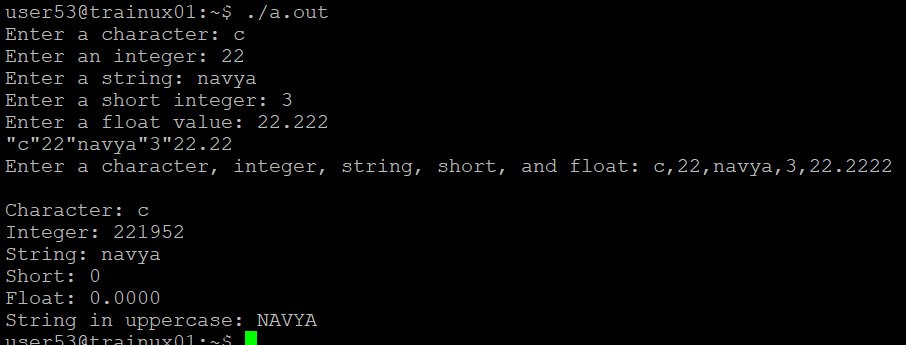 user53@trainux01:~$ ./a.out
Enter a character: c
Enter an integer: 22
Enter a string: navya
Enter a short integer: 3
Enter a float value: 22.222
"c"22"navya"3"22.22
Enter a character, integer, string, short, and float: c,22,navya,3,22.2222
Character: c
Integer: 221952
String: navya
Short: 0
Float: 0.0000
String in uppercase: NAVYA
user53@trainux01:~$